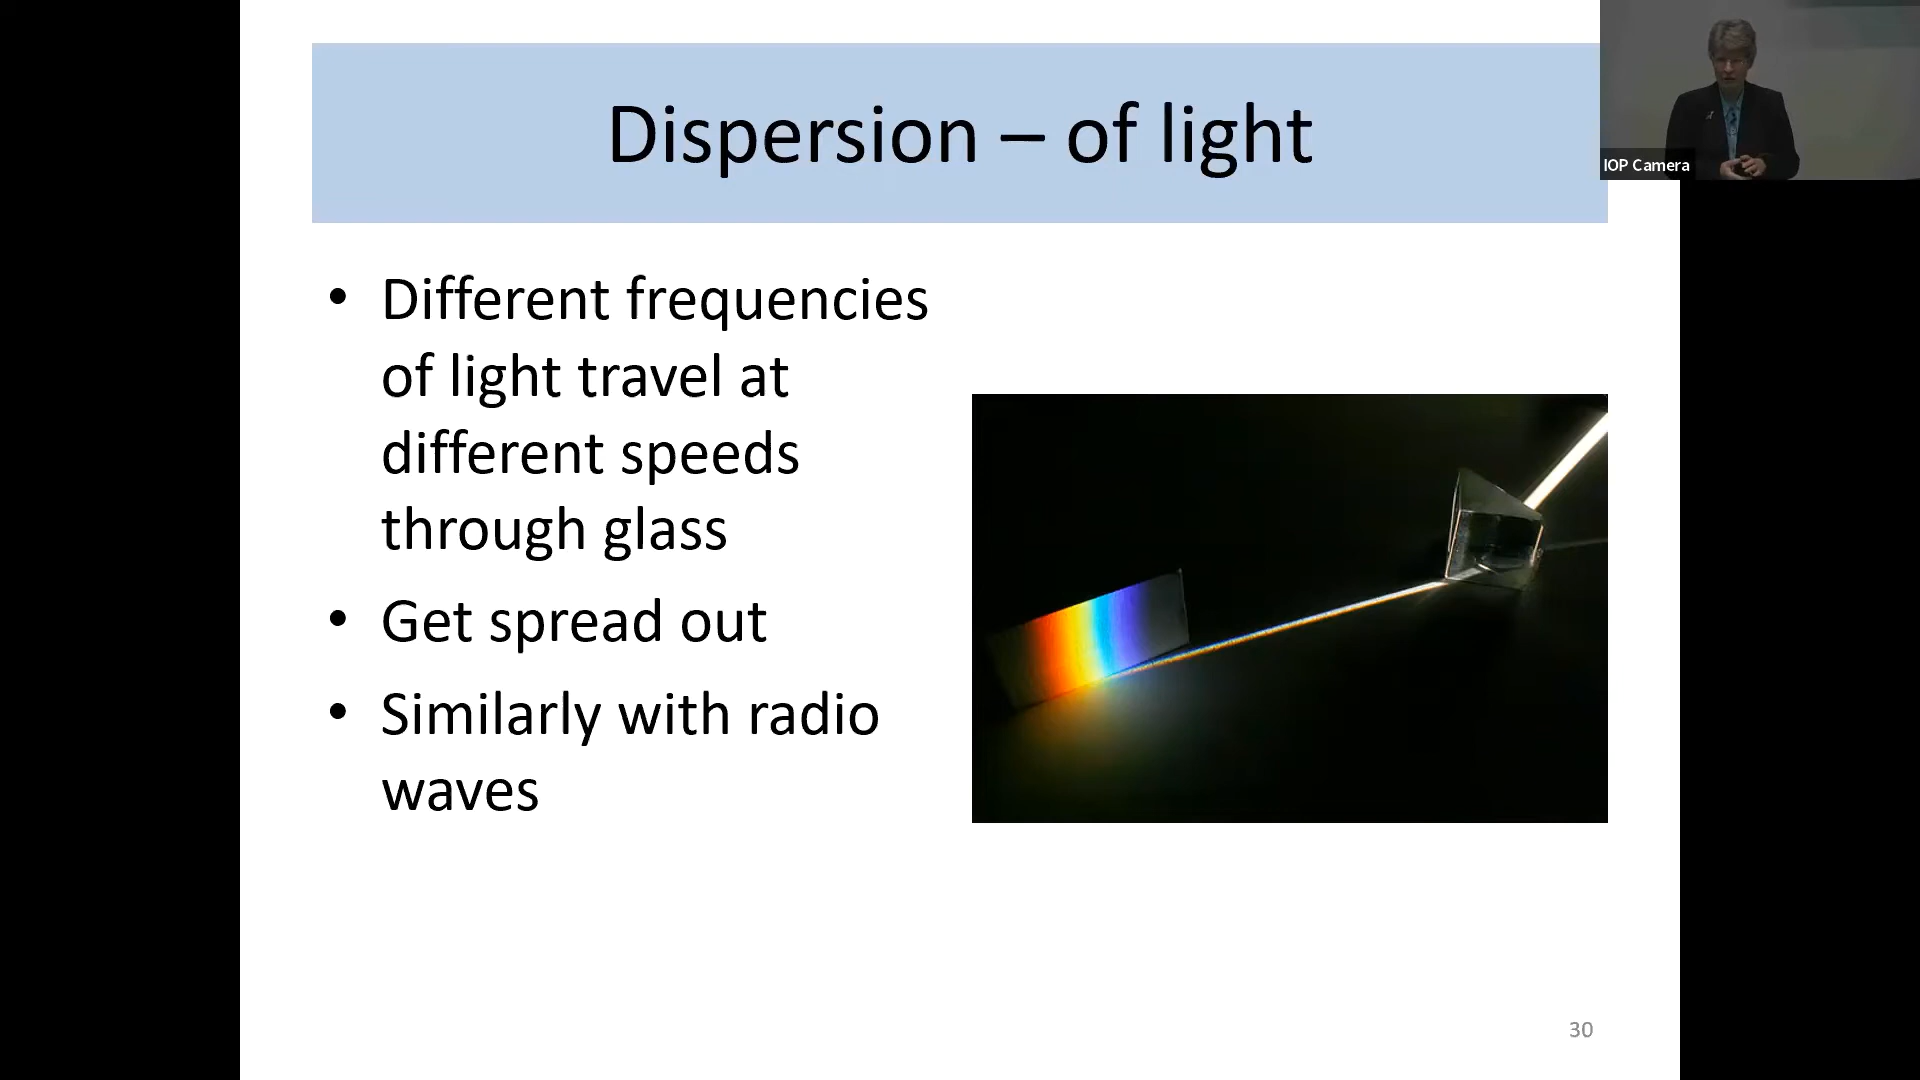 Dispersion – of light
IOP Camera
• Different frequencies
of light travel at
different speeds
through glass
• Get spread out
• Similarly with radio
waves
30